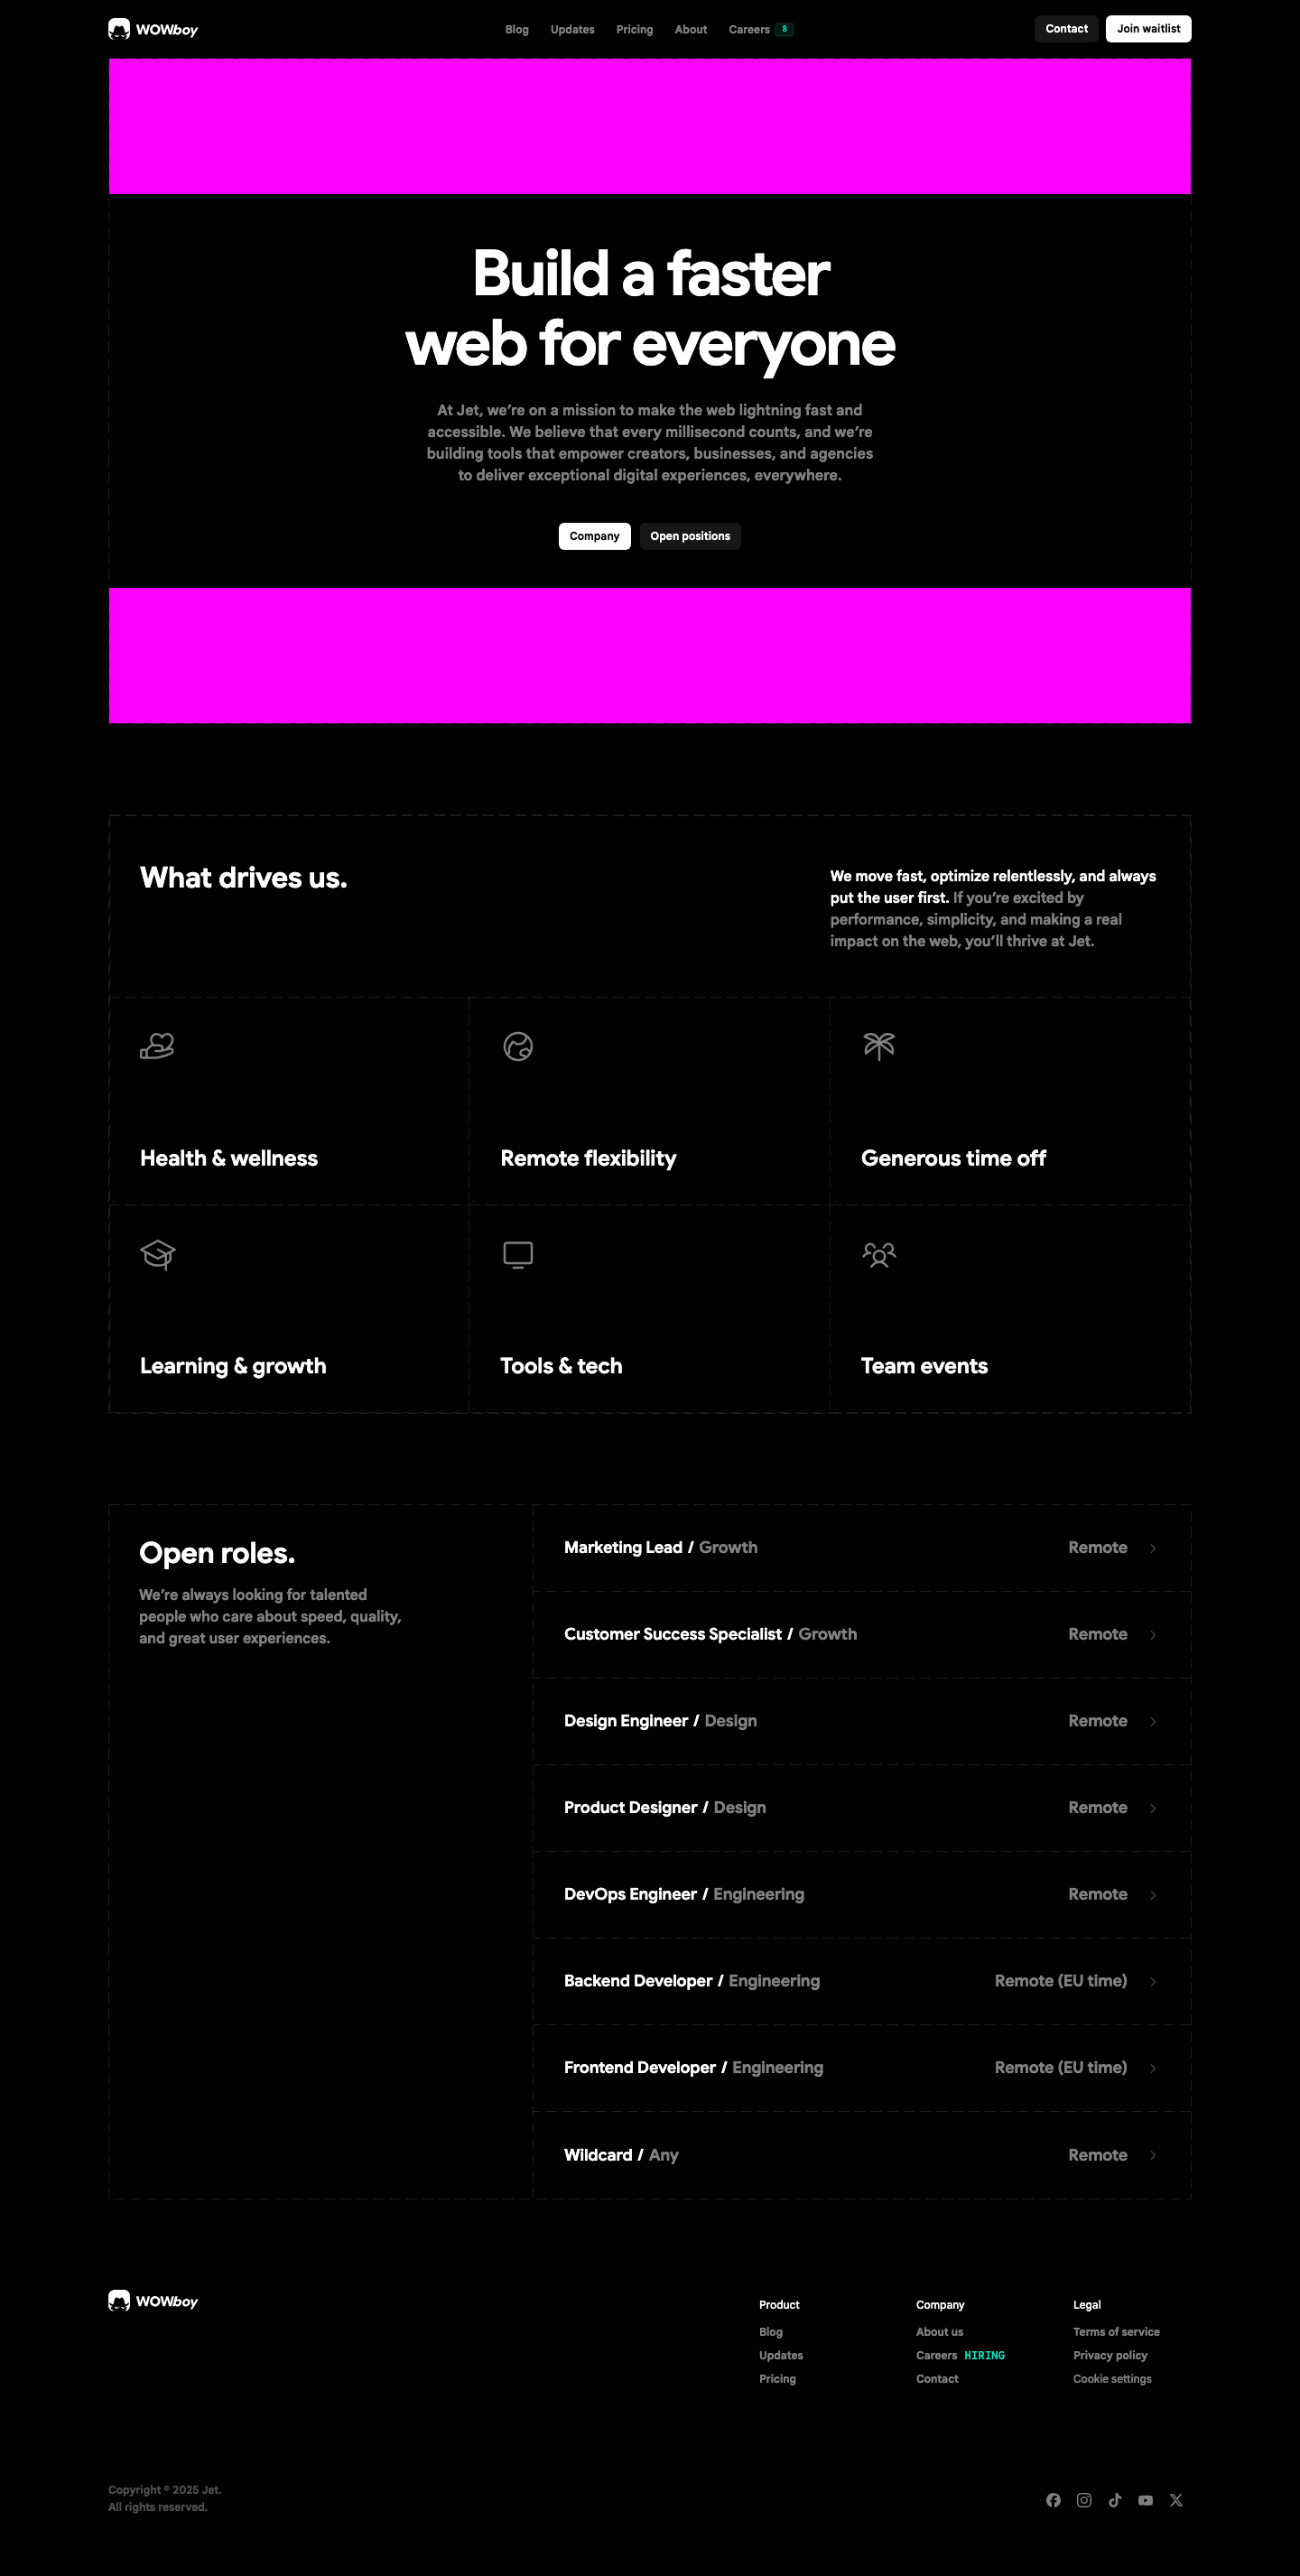 WOWboy
Blog
Updates
Pricing
About
Careers 8
Contact
Join waitlist
Build a faster
web for everyone
At Jet, we’re on a mission to make the web lightning fast and
accessible. We believe that every millisecond counts, and we’re
building tools that empower creators, businesses, and agencies
to deliver exceptional digital experiences, everywhere.
Company
Open positions
What drives us.
We move fast, optimize relentlessly, and always
put the user first. If you’re excited by
performance, simplicity, and making a real
impact on the web, you’ll thrive at Jet.
Health & wellness
Remote flexibility
Generous time off
Learning & growth
Tools & tech
Team events
Open roles.
We’re always looking for talented
people who care about speed, quality,
and great user experiences.
Marketing Lead / Growth
Remote
Customer Success Specialist / Growth
Remote
Design Engineer / Design
Remote
Product Designer / Design
Remote
DevOps Engineer / Engineering
Remote
Backend Developer / Engineering
Remote (EU time)
Frontend Developer / Engineering
Remote (EU time)
Wildcard / Any
Remote
WOWboy
Product
Blog
Updates
Pricing
Company
About us
Careers HIRING
Contact
Legal
Terms of service
Privacy policy
Cookie settings
Copyright © 2025 Jet.
All rights reserved.